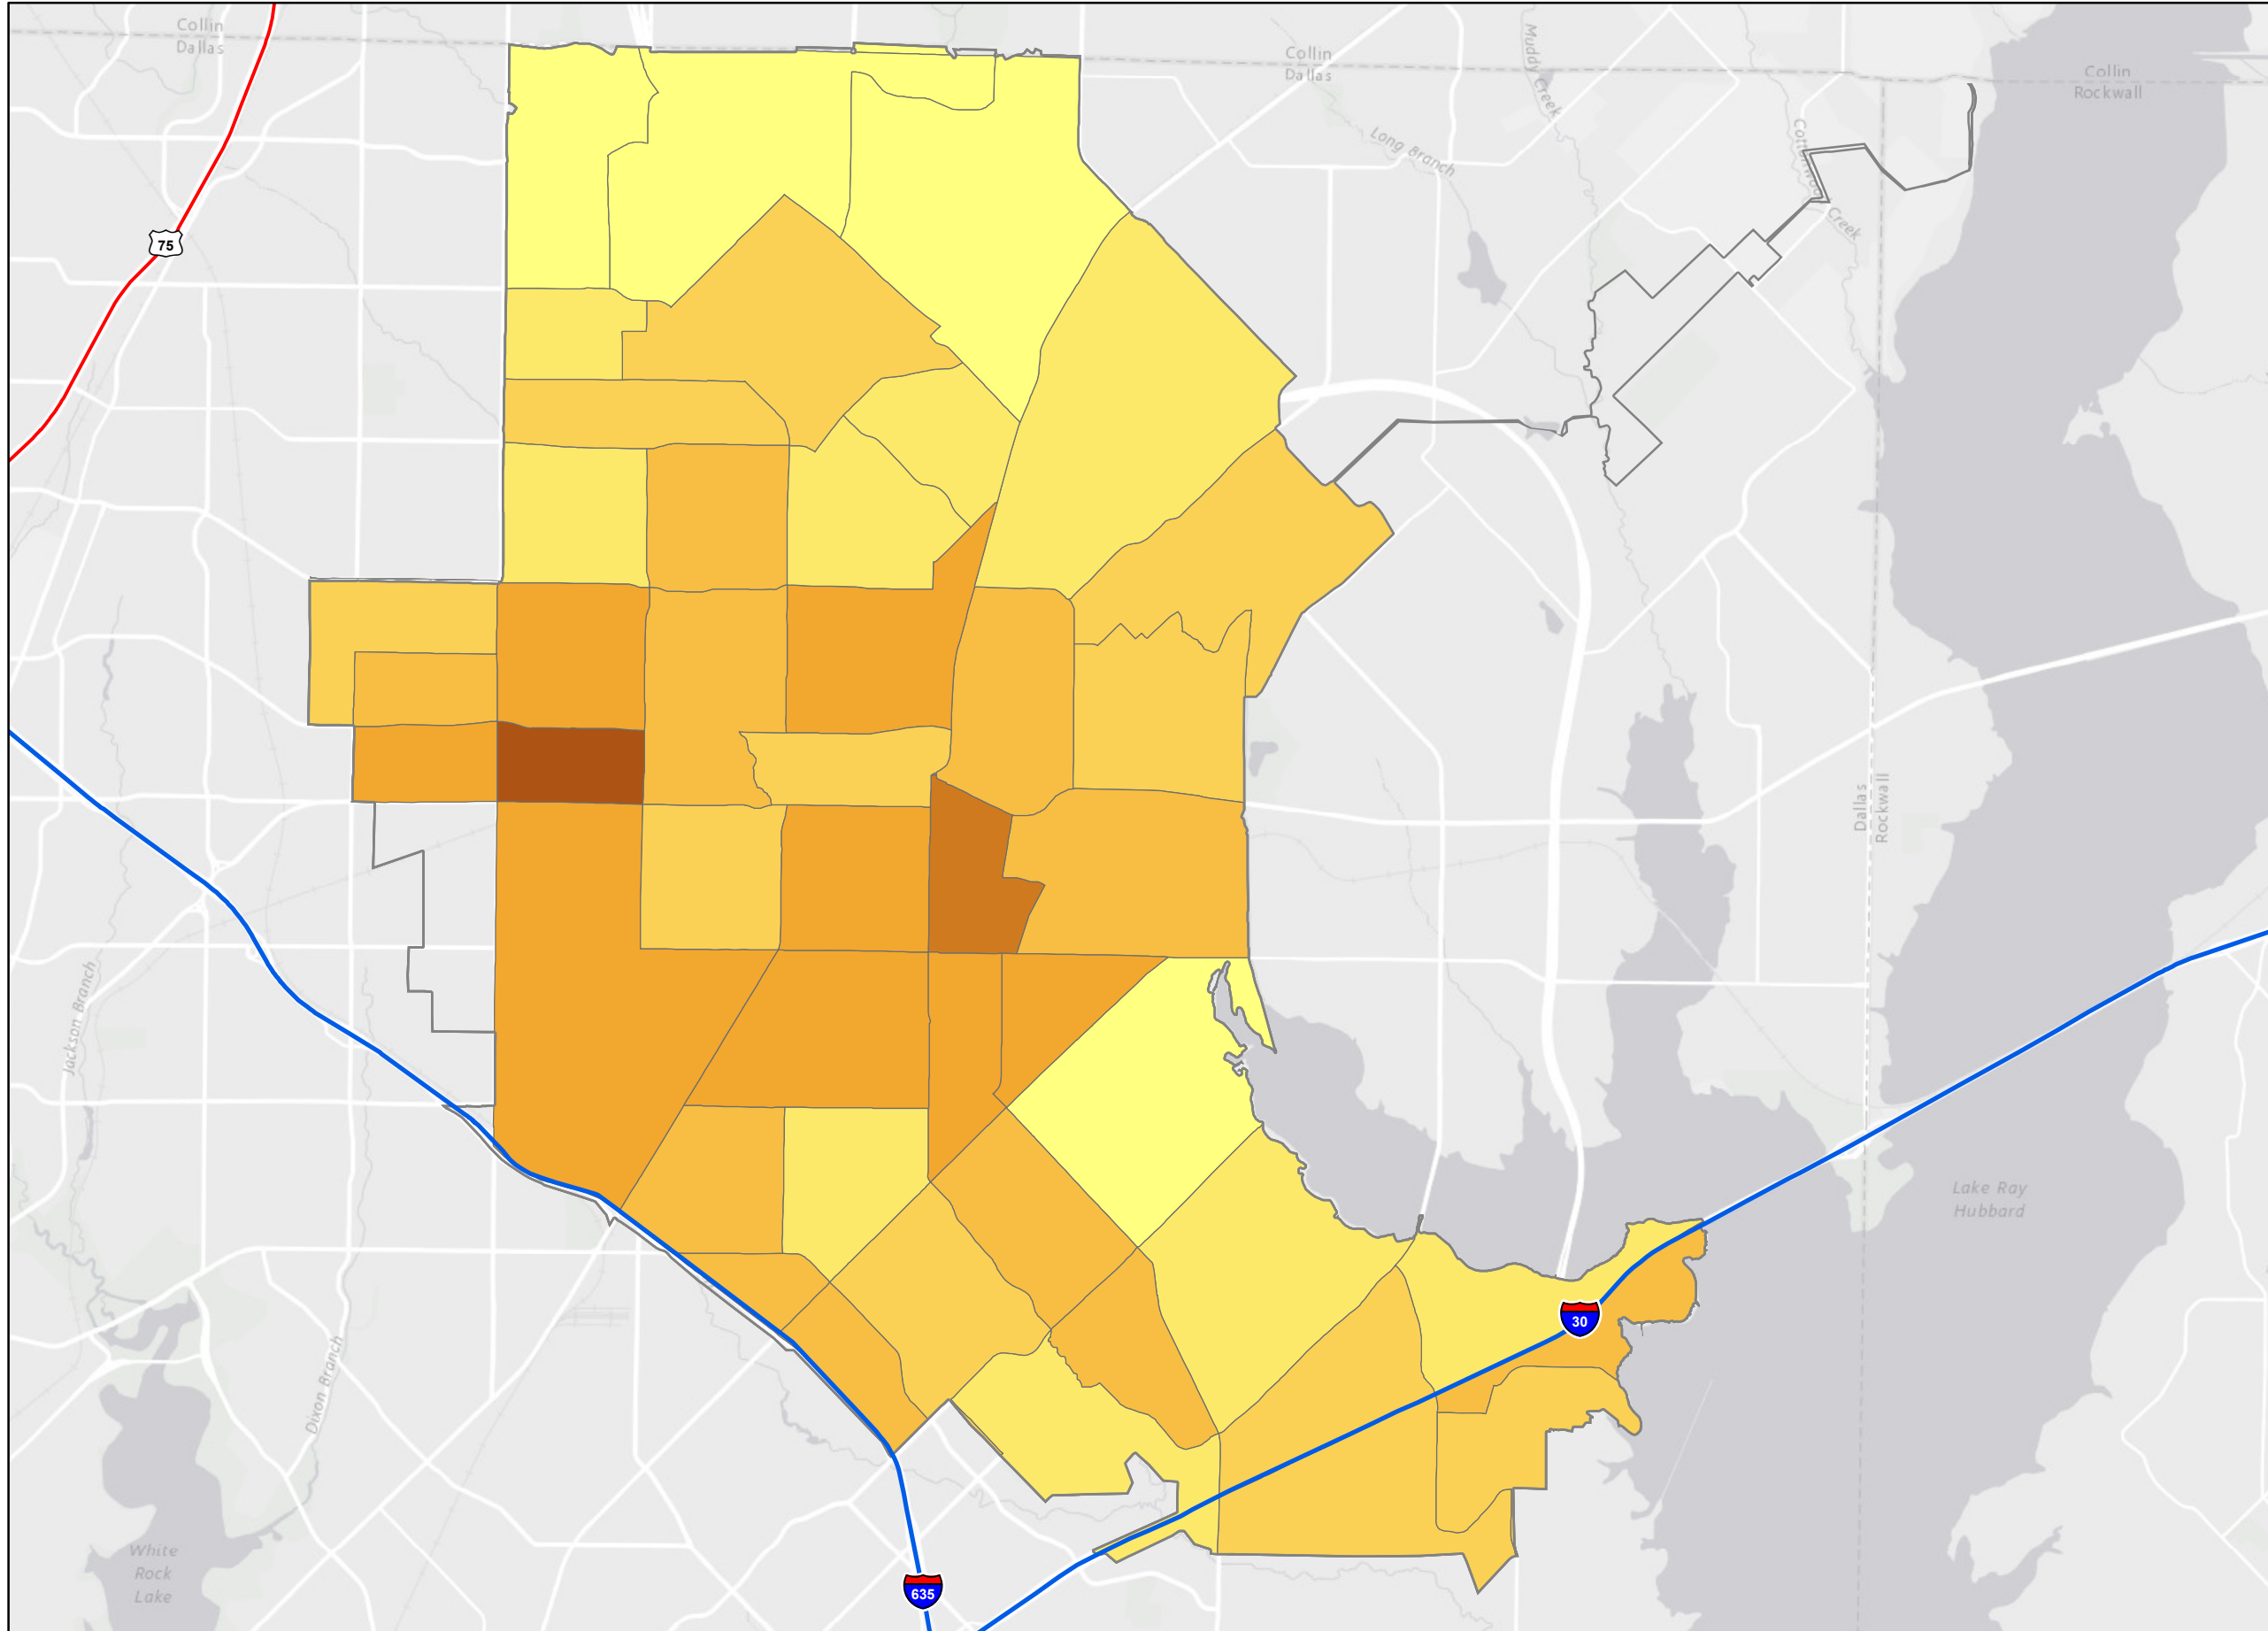 Collin
Dallas
Collin
Dallas
Muddy Creek
Collin
Rockwall
Long Branch
Cottonwood
Creek
75
Dallas
Rockwall
Jackson Branch
Lake Ray
Hubbard
30
Dixon Branch
White
Rock
Lake
635